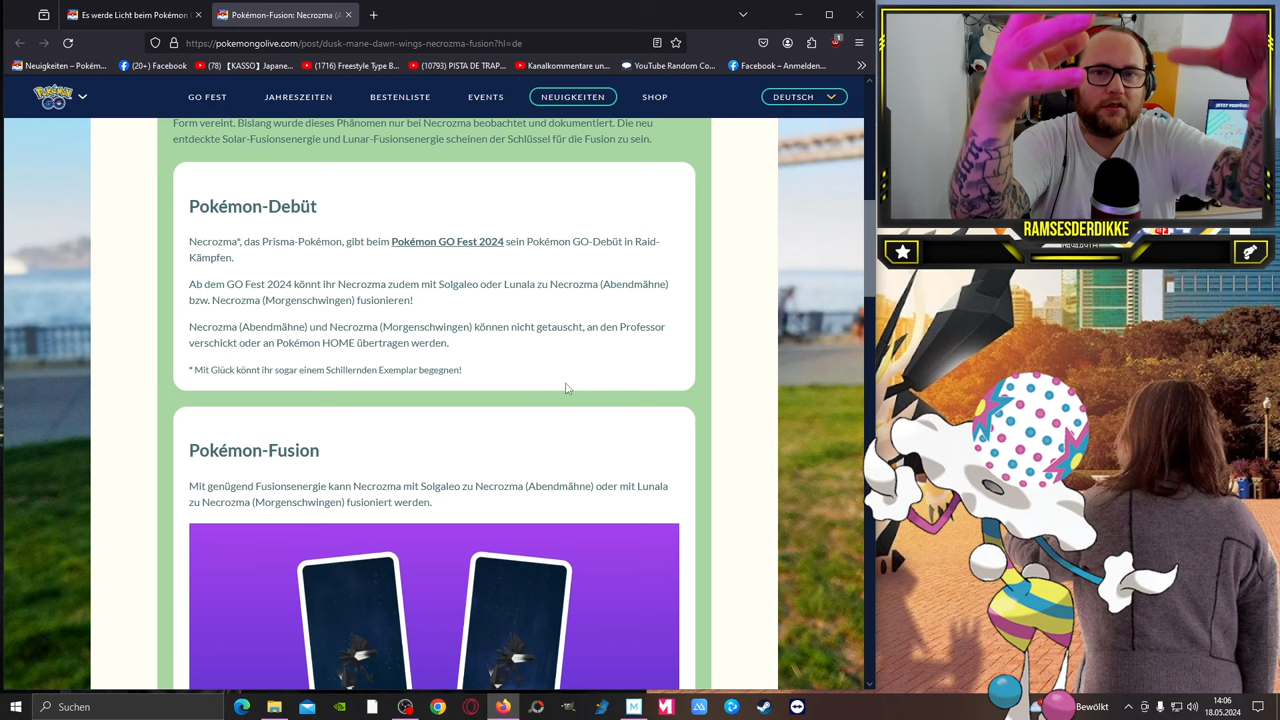 Es werde Licht beim Pokémon
Pokémon-Fusion: Necrozma (A
https://pokemongolive.com/post/dusk-mane-dawn-wings-necrozma-fusion?hl=de
Neuigkeiten – Pokém...
(20+) Facebook
(78) 【KASSO】Japane...
(1716) Freestyle Type B...
(10793) PISTA DE TRAP...
Kanalkommentare un...
YouTube Random Co...
Facebook – Anmelden...
Pokémon GO
GO FEST
JAHRESZEITEN
BESTENLISTE
EVENTS
NEUIGKEITEN
SHOP
DEUTSCH
Form vereint. Bislang wurde dieses Phänomen nur bei Necrozma beobachtet und dokumentiert. Die neu
entdeckte Solar-Fusionsenergie und Lunar-Fusionsenergie scheinen der Schlüssel für die Fusion zu sein.
Pokémon-Debüt
Necrozma*, das Prisma-Pokémon, gibt beim Pokémon GO Fest 2024 sein Pokémon GO-Debüt in Raid-
Kämpfen.
Ab dem GO Fest 2024 könnt ihr Necrozma zudem mit Solgaleo oder Lunala zu Necrozma (Abendmähne)
bzw. Necrozma (Morgenschwingen) fusionieren!
Necrozma (Abendmähne) und Necrozma (Morgenschwingen) können nicht getauscht, an den Professor
verschickt oder an Pokémon HOME übertragen werden.
* Mit Glück könnt ihr sogar einem Schillernden Exemplar begegnen!
Pokémon-Fusion
Mit genügend Fusionsenergie kann Necrozma mit Solgaleo zu Necrozma (Abendmähne) oder mit Lunala
zu Necrozma (Morgenschwingen) fusioniert werden.
RAMSESDERDIKKE
Suchen
Bewölkt
14:06
18.05.2024